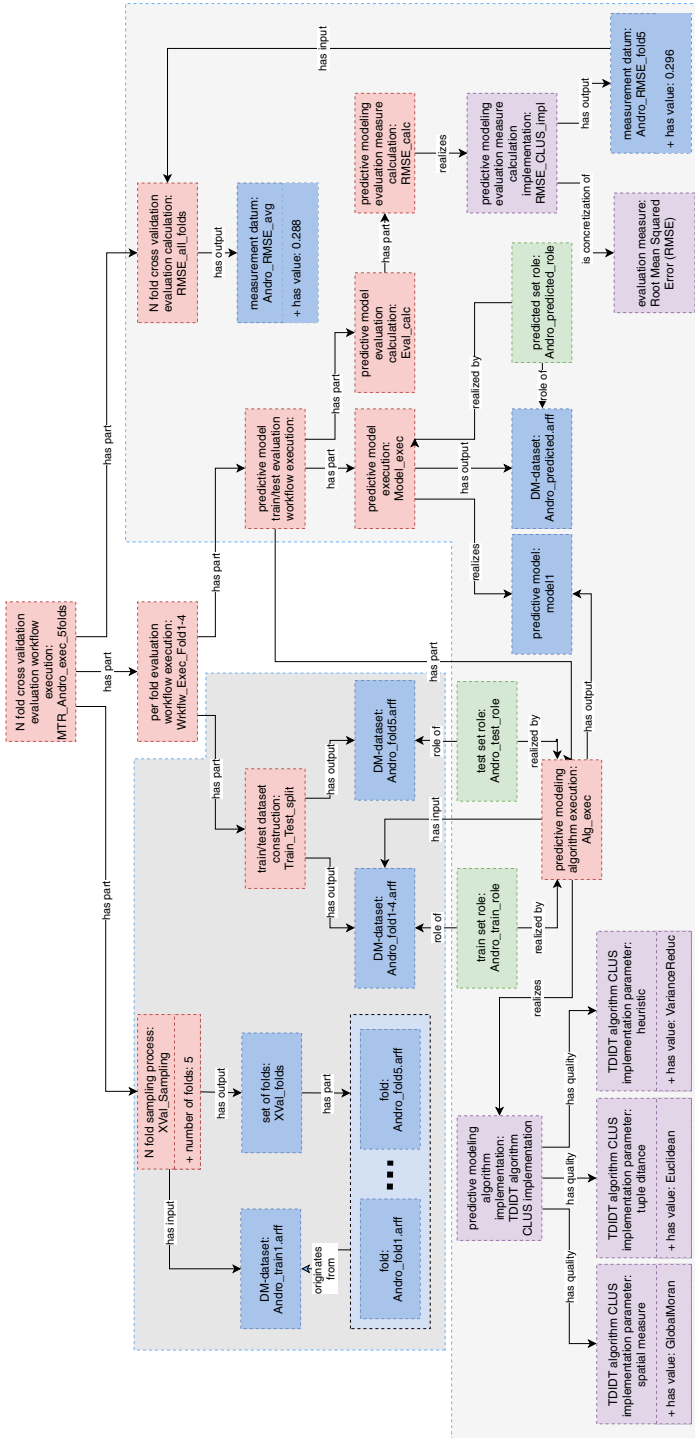 N fold cross validation
evaluation workflow
execution:
MTR_Andro_exec_5folds
has part
has part
has part
N fold sampling process:
XVal_Sampling
+ number of folds: 5
per fold evaluation
workflow execution:
Wrkflw_Exec_Fold1-4
N fold cross validation
evaluation calculation:
RMSE_all_folds
has input
has output
has part
has part
has output
has input
DM-dataset:
Andro_train1.arff
set of folds:
XVal_folds
train/test dataset
construction:
Train_Test_split
predictive model
train/test evaluation
workflow execution:
measurement datum:
Andro_RMSE_avg
+ has value: 0.288
originates
from
has part
has output
has output
has part
has part
has part
fold:
Andro_fold1.arff
fold:
Andro_fold5.arff
DM-dataset:
Andro_fold1-4.arff
DM-dataset:
Andro_fold5.arff
predictive model
execution:
Model_exec
predictive model
evaluation
calculation:
Eval_calc
has part
predictive modeling
evaluation measure
calculation:
RMSE_calc
role of
has input
role of
realizes
has output
realized by
realizes
predictive modeling
algorithm
implementation:
TDIDT algorithm
CLUS implementation
train set role:
Andro_train_role
test set role:
Andro_test_role
predictive modeling
evaluation measure
calculation
implementation:
RMSE_CLUS_impl
realizes
realized by
realized by
predictive model:
model1
DM-dataset:
Andro_predicted.arff
role of
predicted set role:
Andro_predicted_role
has quality
has quality
has quality
predictive modeling
algorithm execution:
Alg_exec
has output
is concretization of
has output
TDIDT algorithm CLUS
implementation parameter:
spatial measure
+ has value: GlobalMoran
TDIDT algorithm CLUS
implementation parameter:
tuple ditance
+ has value: Euclidean
TDIDT algorithm CLUS
implementation parameter:
heuristic
+ has value: VarianceReduc
evaluation measure:
Root Mean Squared
Error (RMSE)
measurement datum:
Andro_RMSE_fold5
+ has value: 0.296